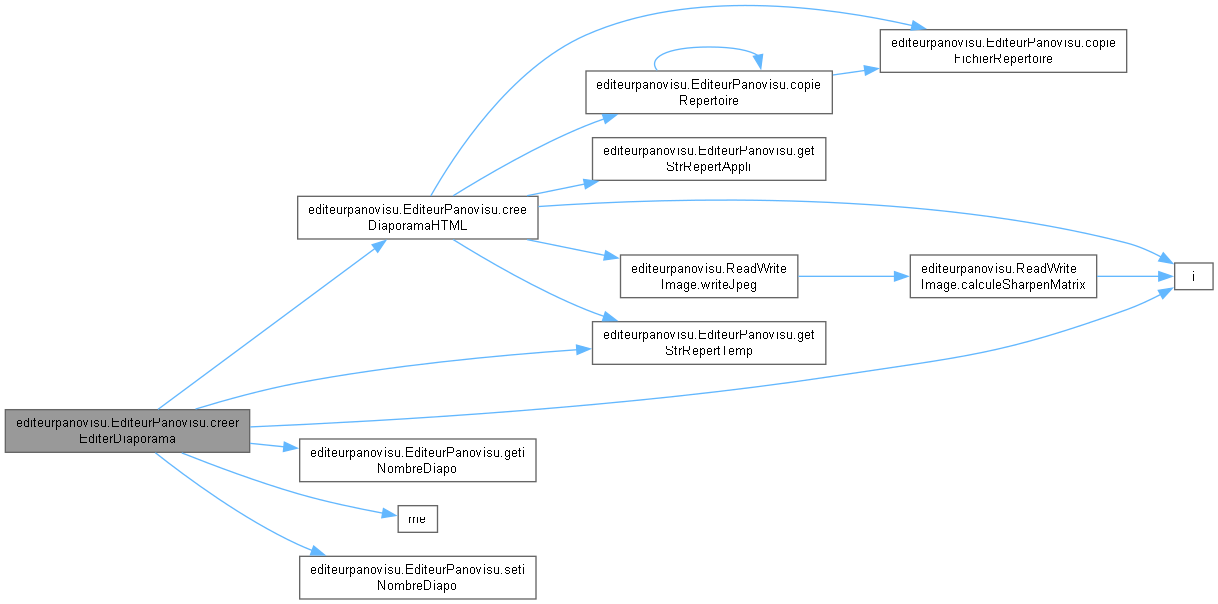 editeurpanovisu.EditeurPanovisu.copie
FichierRepertoire
editeurpanovisu.EditeurPanovisu.copie
Repertoire
editeurpanovisu.EditeurPanovisu.get
StrRepertAppli
editeurpanovisu.EditeurPanovisu.cree
DiaporamaHTML
editeurpanovisu.ReadWrite
Image.writeJpeg
editeurpanovisu.ReadWrite
Image.calculeSharpenMatrix
i
editeurpanovisu.EditeurPanovisu.get
StrRepertTemp
editeurpanovisu.EditeurPanovisu.creer
EditerDiaporama
editeurpanovisu.EditeurPanovisu.geti
NombreDiapo
me
editeurpanovisu.EditeurPanovisu.seti
NombreDiapo